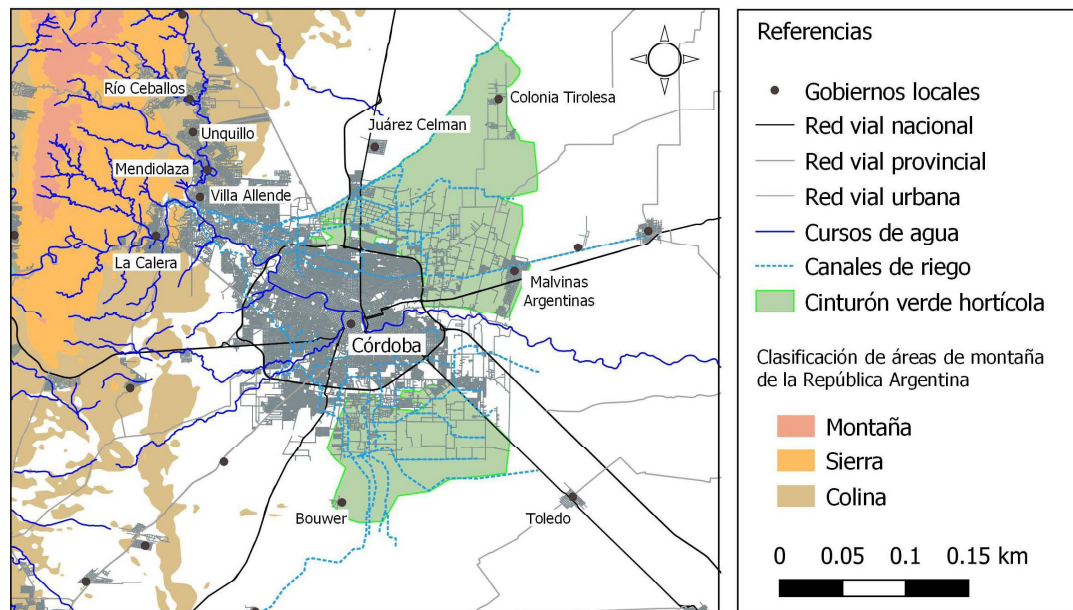 Río Ceballos
Unquillo
Mendiolaza
Villa Allende
La Calera
Juárez Celman
Colonia Tirolesa
Malvinas
Argentinas
Córdoba
Bouwer
Toledo
Referencias
Gobiernos locales
Red vial nacional
Red vial provincial
Red vial urbana
Cursos de agua
Canales de riego
Cinturón verde hortícola
Clasificación de áreas de montaña
de la República Argentina
Montaña
Sierra
Colina
0 0.05 0.1 0.15 km